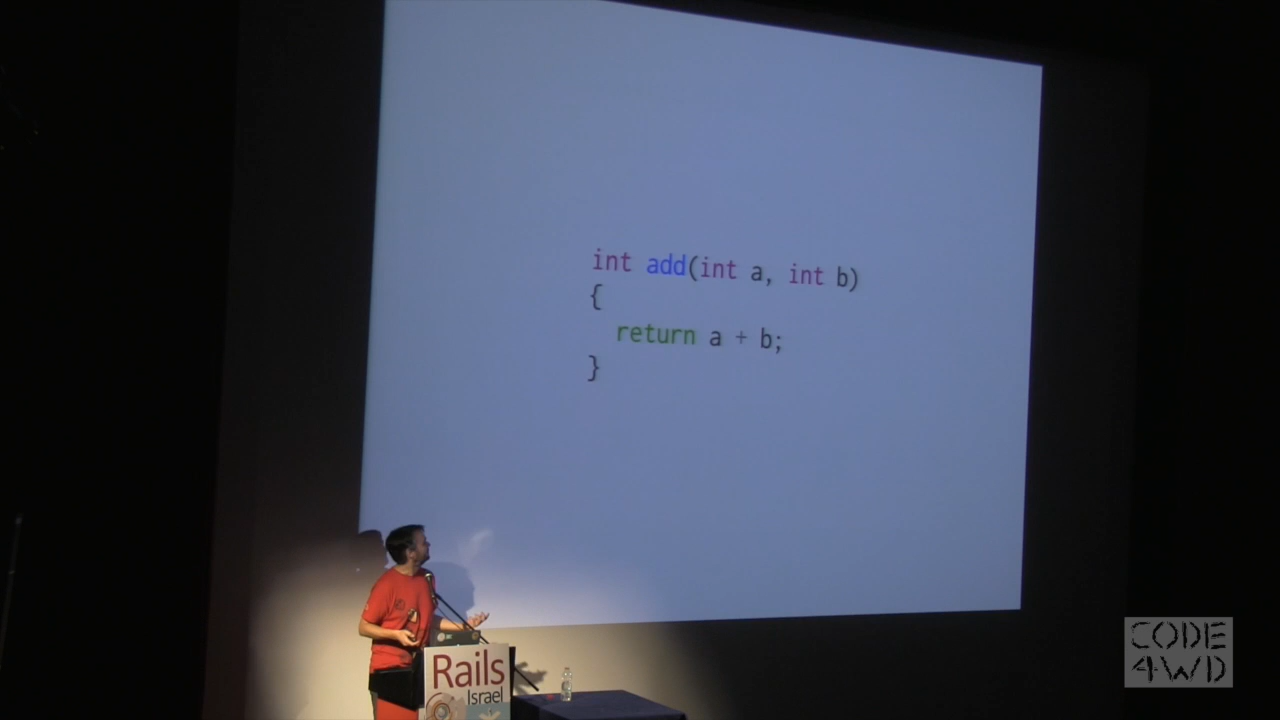 int add(int a, int b)
{
return a + b;
}
Rails
Israel
CODE
4WD